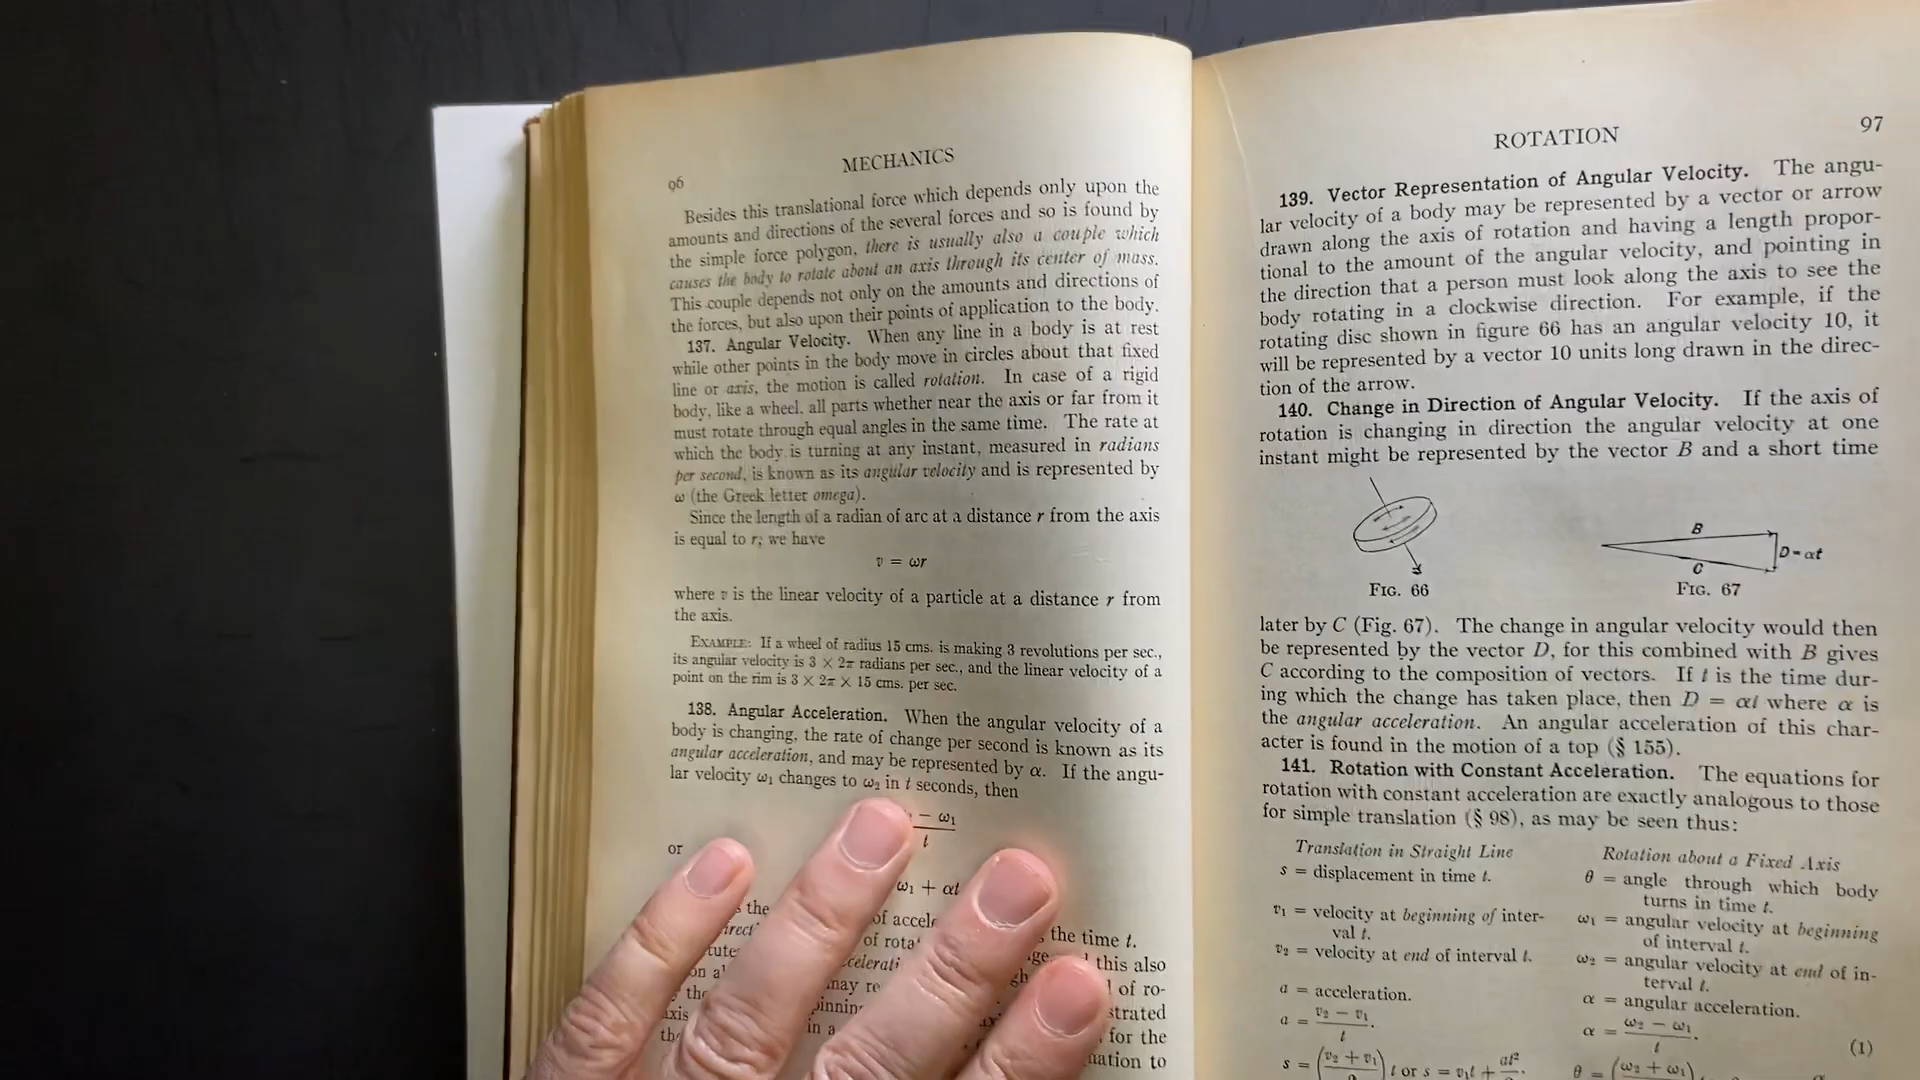 96
MECHANICS
Besides this translational force which depends only upon the
amounts and directions of the several forces and so is found by
the simple force polygon, there is usually also a couple which
causes the body to rotate about an axis through its center of mass.
This couple depends not only on the amounts and directions of
the forces, but also upon their points of application to the body.
137. Angular Velocity. When any line in a body is at rest
while other points in the body move in circles about that fixed
line or axis, the motion is called rotation. In case of a rigid
body, like a wheel, all parts whether near the axis or far from it
must rotate through equal angles in the same time. The rate at
which the body is turning at any instant, measured in radians
per second, is known as its angular velocity and is represented by
ω (the Greek letter omega).
Since the length of a radian of arc at a distance r from the axis
is equal to r, we have
v = ωr
where v is the linear velocity of a particle at a distance r from
the axis.
EXAMPLE: If a wheel of radius 15 cms. is making 3 revolutions per sec.,
its angular velocity is 3 × 2π radians per sec., and the linear velocity of a
point on the rim is 3 × 2π × 15 cms. per sec.
138. Angular Acceleration. When the angular velocity of a
body is changing, the rate of change per second is known as its
angular acceleration, and may be represented by α. If the angu-
lar velocity ω₁ changes to ω₂ in t seconds, then
− ω₁
t
or
ω₁ + αt
the of the time t.
of this also
may of ro-
the
in a for the
to
97
ROTATION
139. Vector Representation of Angular Velocity. The angu-
lar velocity of a body may be represented by a vector or arrow
drawn along the axis of rotation and having a length propor-
tional to the amount of the angular velocity, and pointing in
the direction that a person must look along the axis to see the
body rotating in a clockwise direction. For example, if the
rotating disc shown in figure 66 has an angular velocity 10, it
will be represented by a vector 10 units long drawn in the direc-
tion of the arrow.
140. Change in Direction of Angular Velocity. If the axis of
rotation is changing in direction the angular velocity at one
instant might be represented by the vector B and a short time
B
D=αt
C
FIG. 66
FIG. 67
later by C (Fig. 67). The change in angular velocity would then
be represented by the vector D, for this combined with B gives
C according to the composition of vectors. If t is the time dur-
ing which the change has taken place, then D = αt where α is
the angular acceleration. An angular acceleration of this char-
acter is found in the motion of a top (§ 155).
141. Rotation with Constant Acceleration. The equations for
rotation with constant acceleration are exactly analogous to those
for simple translation (§ 98), as may be seen thus:
Translation in Straight Line
s = displacement in time t.
v₁ = velocity at beginning of inter-
val t.
v₂ = velocity at end of interval t.
a = acceleration.
a = (v₂ − v₁)/t.
s = (v₂ + v₁) t or s = v₁t + at²
Rotation about a Fixed Axis
θ = angle through which body
turns in time t.
ω₁ = angular velocity at beginning
of interval t.
ω₂ = angular velocity at end of in-
terval t.
α = angular acceleration.
α = (ω₂ − ω₁)/t.
(1)
θ = (ω₂ + ω₁)